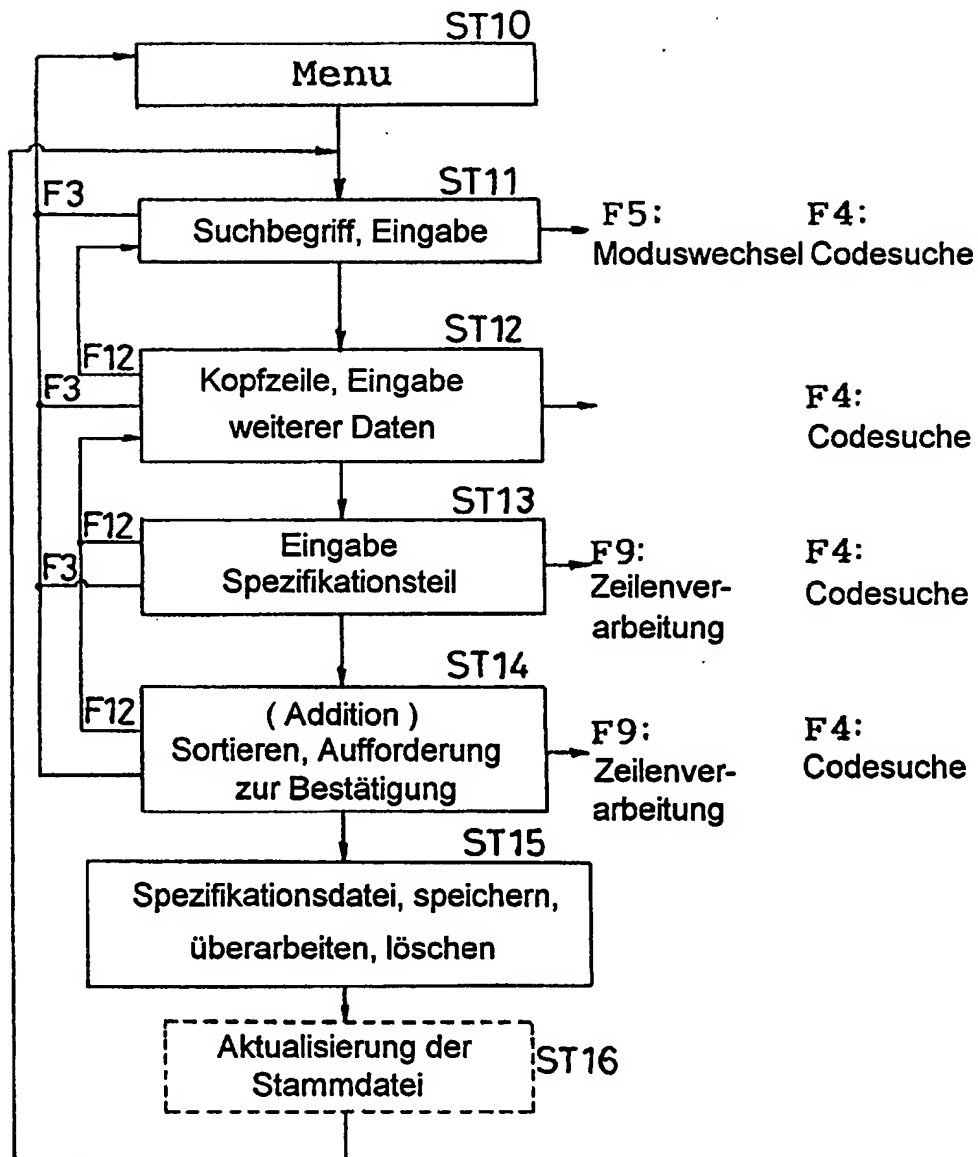 ST10
Menu
ST11
F3
Suchbegriff, Eingabe
F5:
Moduswechsel
F4:
Codesuche
ST12
F12
F3
Kopfzeile, Eingabe
weiterer Daten
F4:
Codesuche
ST13
F12
F3
Eingabe
Spezifikationsteil
F9:
Zeilenver-
arbeitung
F4:
Codesuche
ST14
F12
( Addition )
Sortieren, Aufforderung
zur Bestätigung
F9:
Zeilenver-
arbeitung
F4:
Codesuche
ST15
Spezifikationsdatei, speichern,
überarbeiten, löschen
Aktualisierung der
Stammdatei
ST16